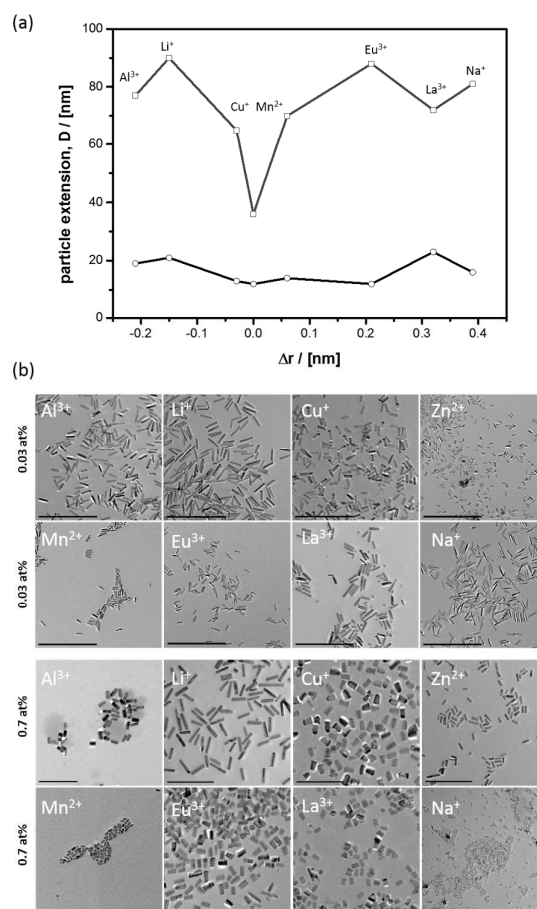 (a)
100
80
60
40
20
0
particle extension, D / [nm]
Al³⁺
Li⁺
Cu⁺
Mn²⁺
Eu³⁺
La³⁺
Na⁺
-0.2 -0.1 0.0 0.1 0.2 0.3 0.4
Δr / [nm]
(b)
0.03 at%
Al³⁺ Li⁺ Cu⁺ Zn²⁺
0.03 at%
Mn²⁺ Eu³⁺ La³⁺ Na⁺
0.7 at%
Al³⁺ Li⁺ Cu⁺ Zn²⁺
0.7 at%
Mn²⁺ Eu³⁺ La³⁺ Na⁺